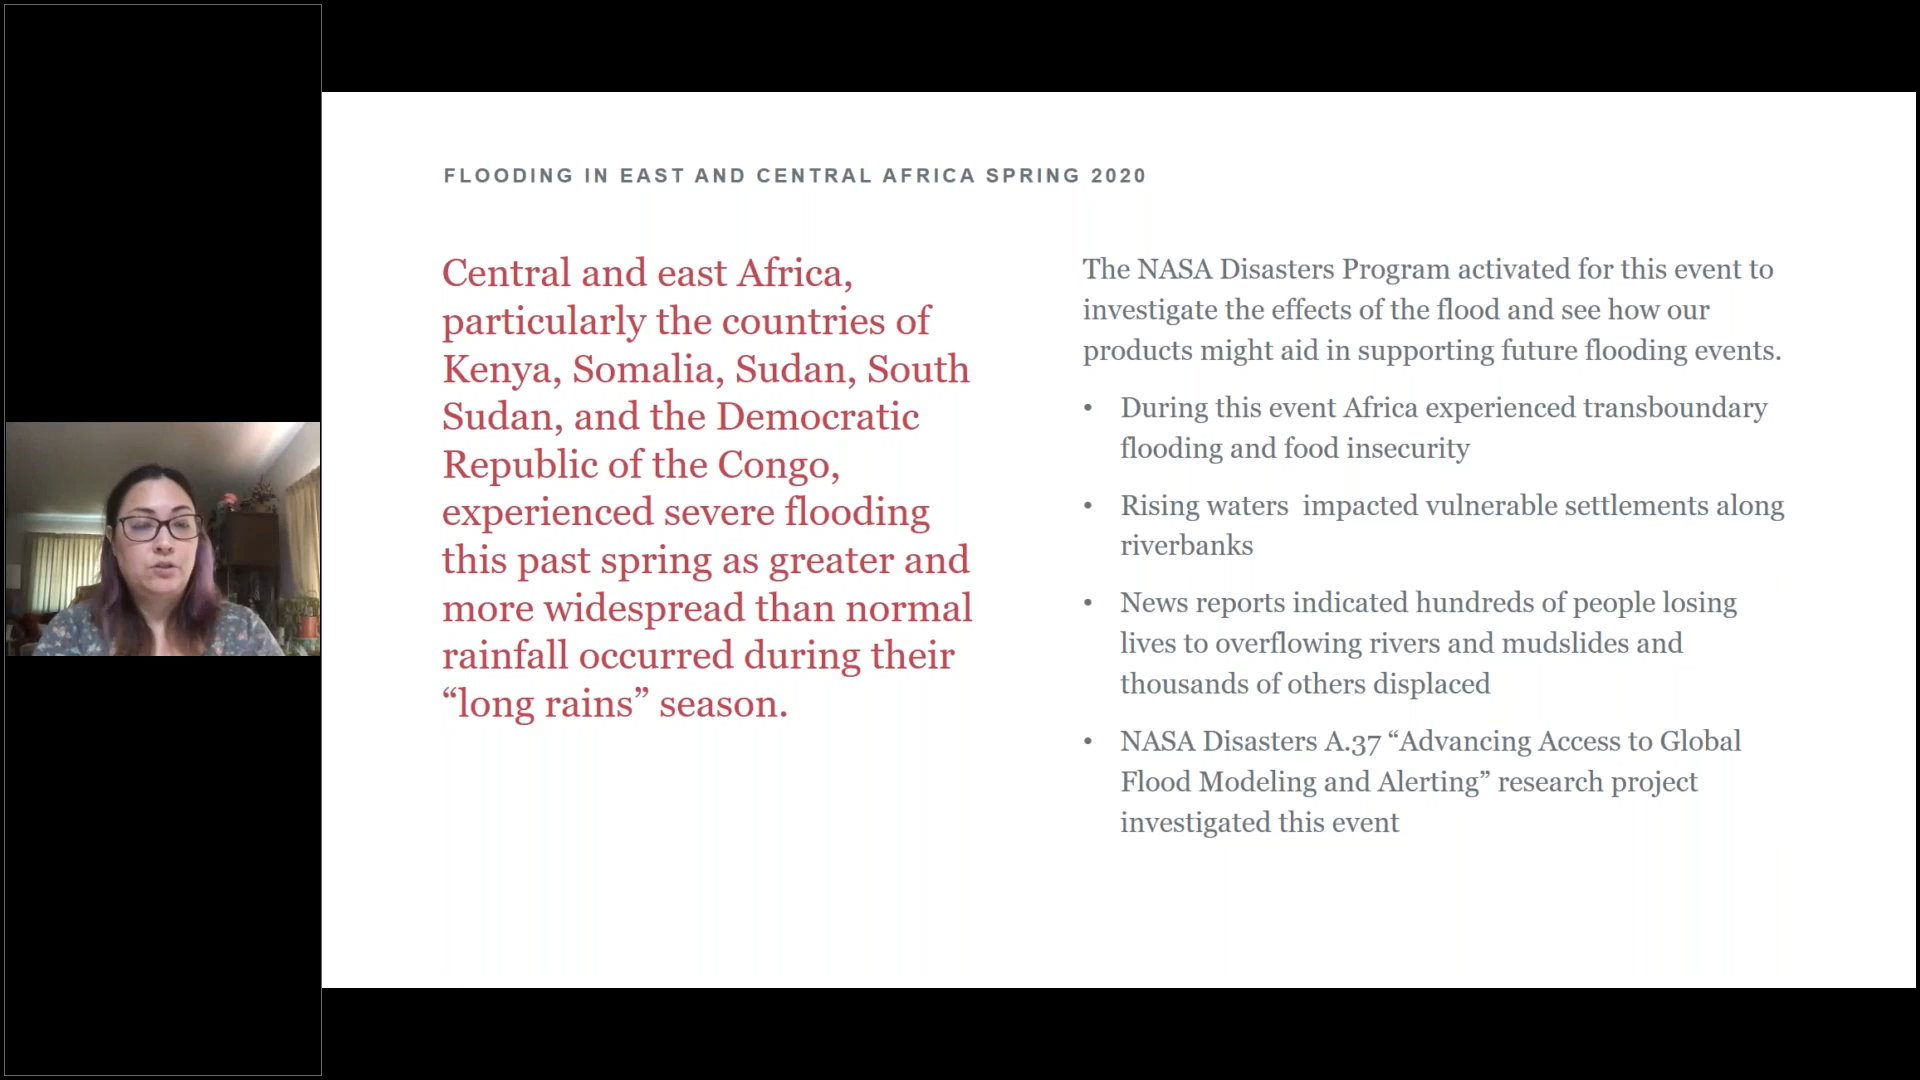 FLOODING IN EAST AND CENTRAL AFRICA SPRING 2020
Central and east Africa,
particularly the countries of
Kenya, Somalia, Sudan, South
Sudan, and the Democratic
Republic of the Congo,
experienced severe flooding
this past spring as greater and
more widespread than normal
rainfall occurred during their
“long rains” season.
The NASA Disasters Program activated for this event to
investigate the effects of the flood and see how our
products might aid in supporting future flooding events.
• During this event Africa experienced transboundary
flooding and food insecurity
• Rising waters  impacted vulnerable settlements along
riverbanks
• News reports indicated hundreds of people losing
lives to overflowing rivers and mudslides and
thousands of others displaced
• NASA Disasters A.37 “Advancing Access to Global
Flood Modeling and Alerting” research project
investigated this event